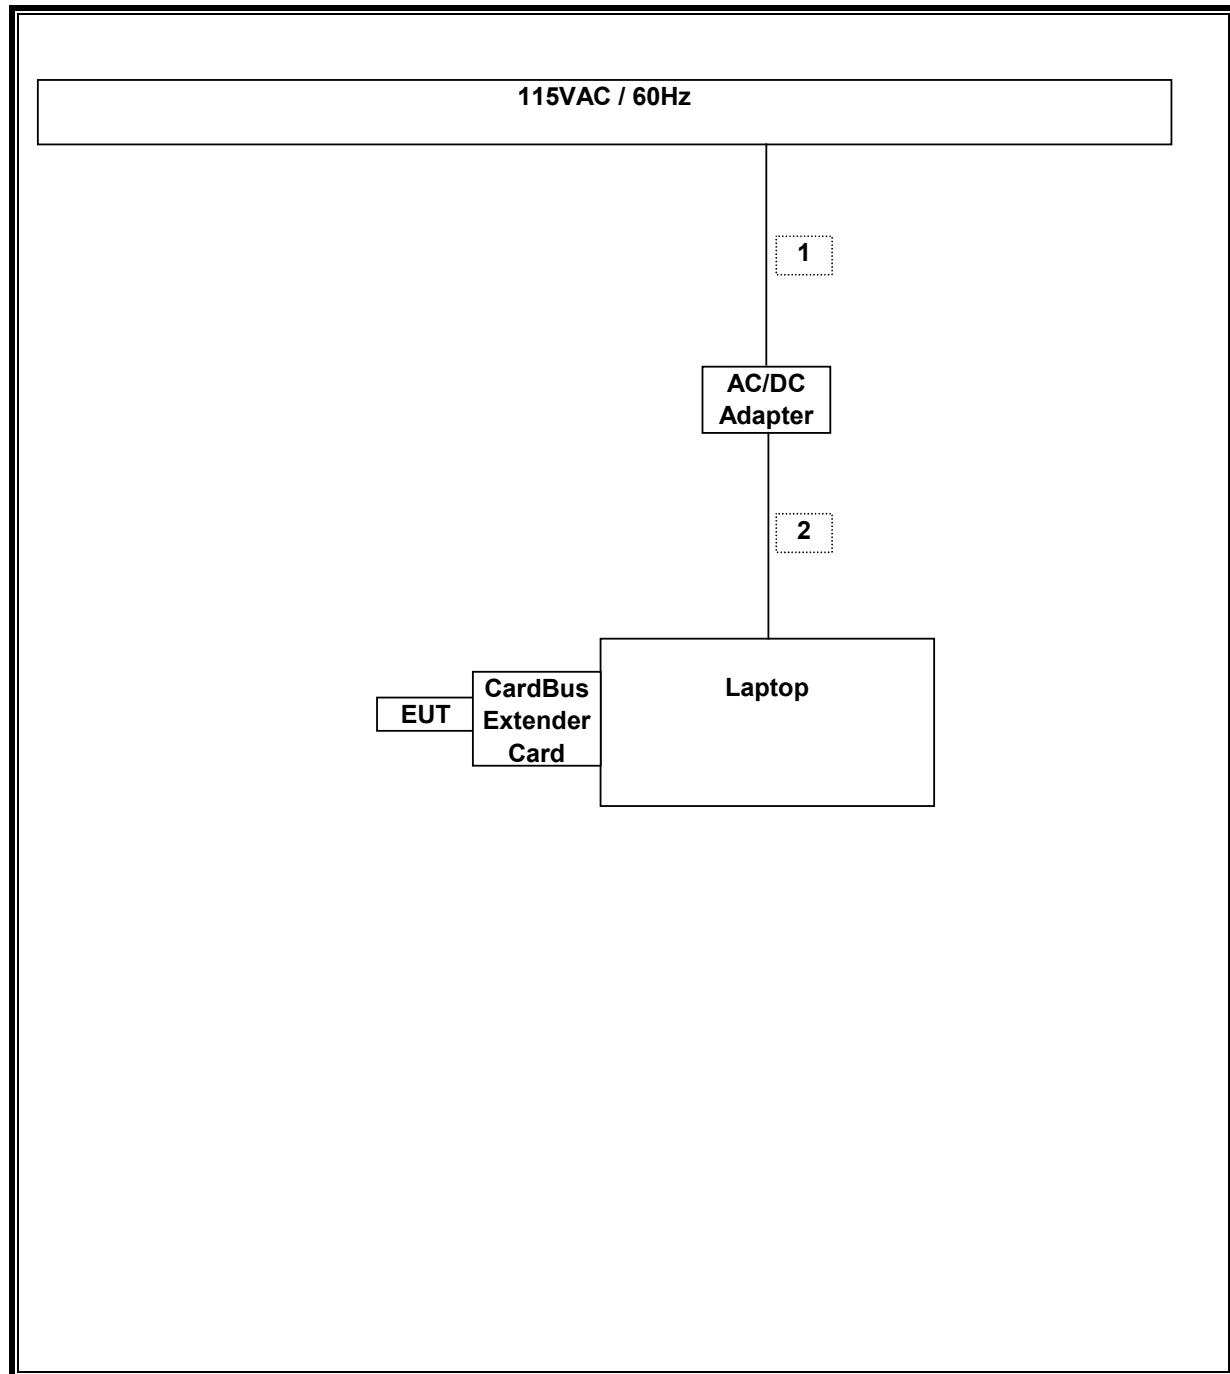 115VAC / 60Hz
1
AC/DC
Adapter
2
EUT
CardBus
Extender
Card
Laptop